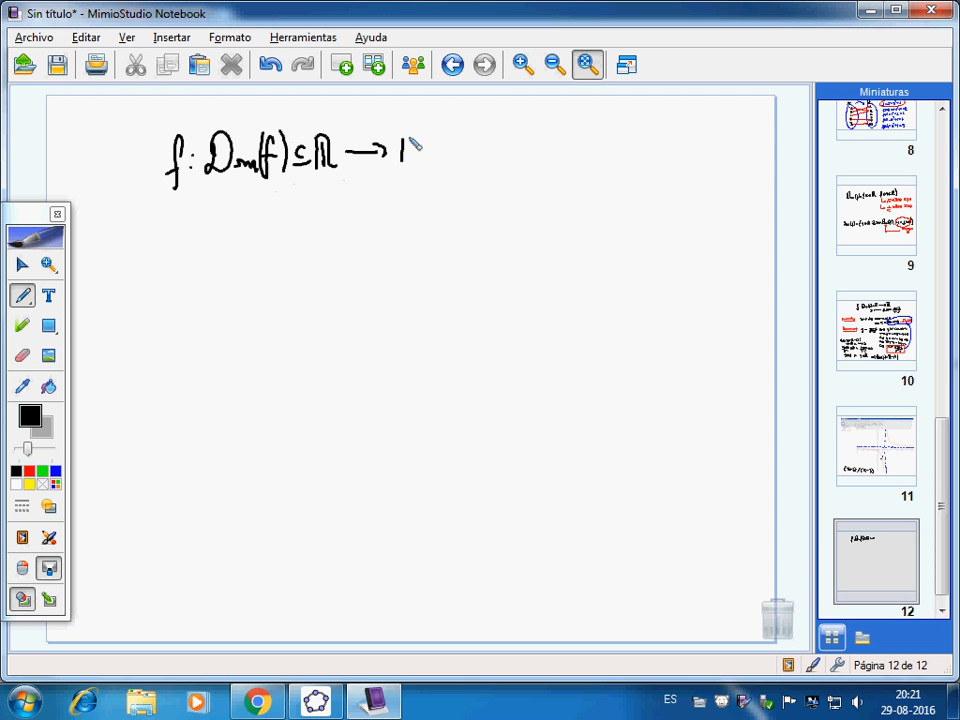 Sin título* - MimioStudio Notebook
Archivo Editar Ver Insertar Formato Herramientas Ayuda
Miniaturas
f: Dom(f) ⊆ ℝ → 
8
9
10
11
12
Página 12 de 12
ES
20:21
29-08-2016